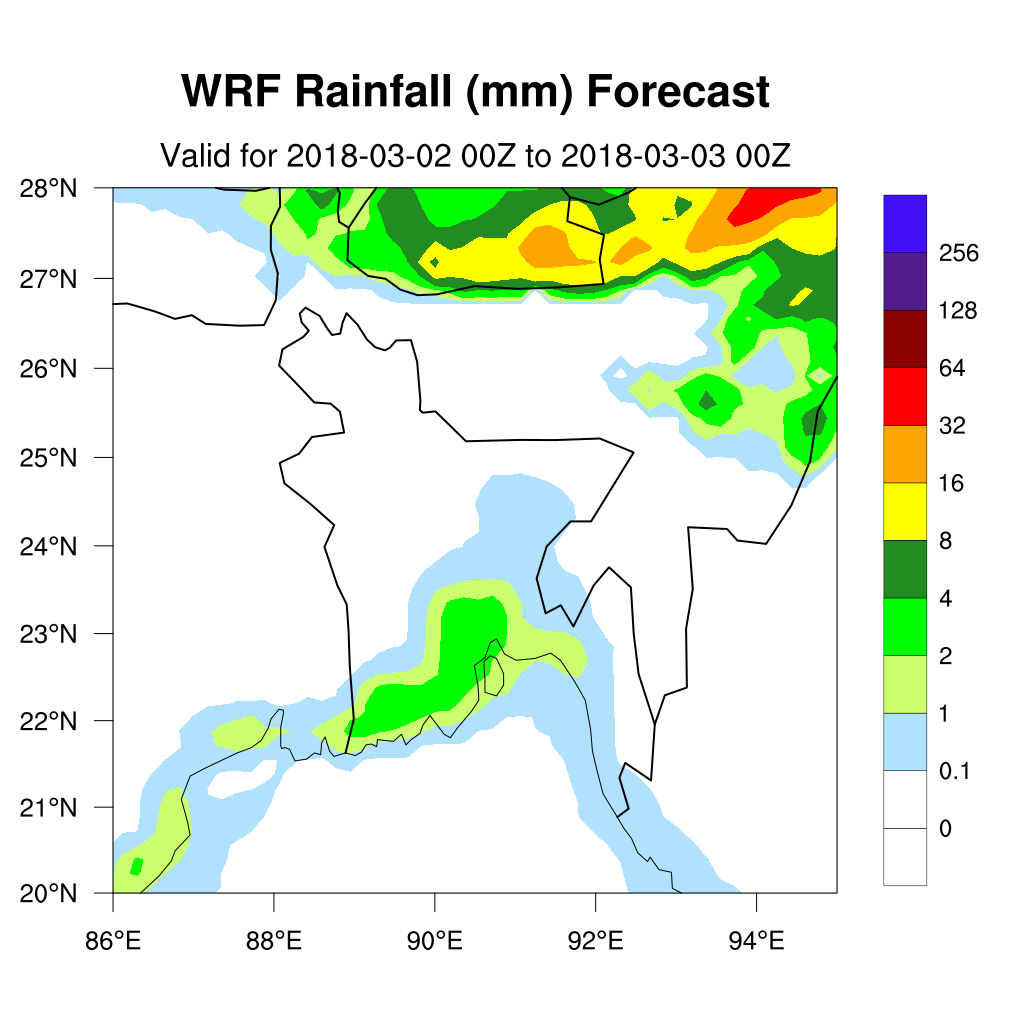 WRF Rainfall (mm) Forecast
Valid for 2018-03-02 00Z to 2018-03-03 00Z
28°N
27°N
26°N
25°N
24°N
23°N
22°N
21°N
20°N
86°E 88°E 90°E 92°E 94°E
256
128
64
32
16
8
4
2
1
0.1
0